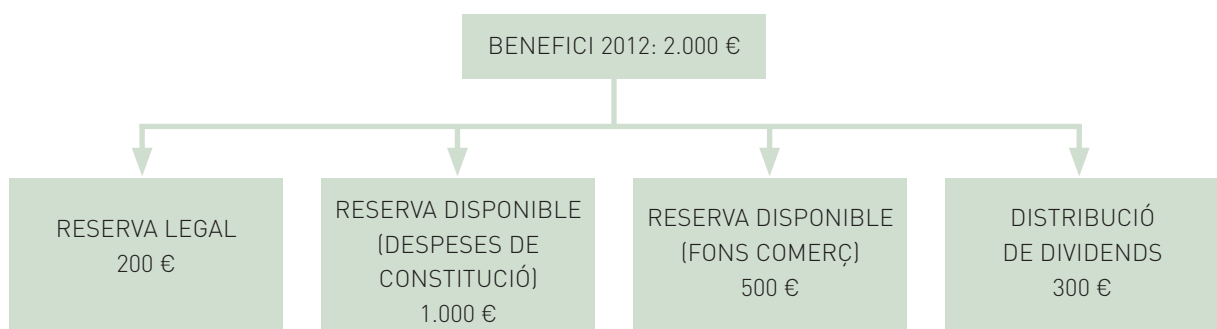 BENEFICI 2012: 2.000 €
RESERVA LEGAL
200 €
RESERVA DISPONIBLE
(DESPESES DE
CONSTITUCIÓ)
1.000 €
RESERVA DISPONIBLE
(FONS COMERÇ)
500 €
DISTRIBUCIÓ
DE DIVIDENDS
300 €